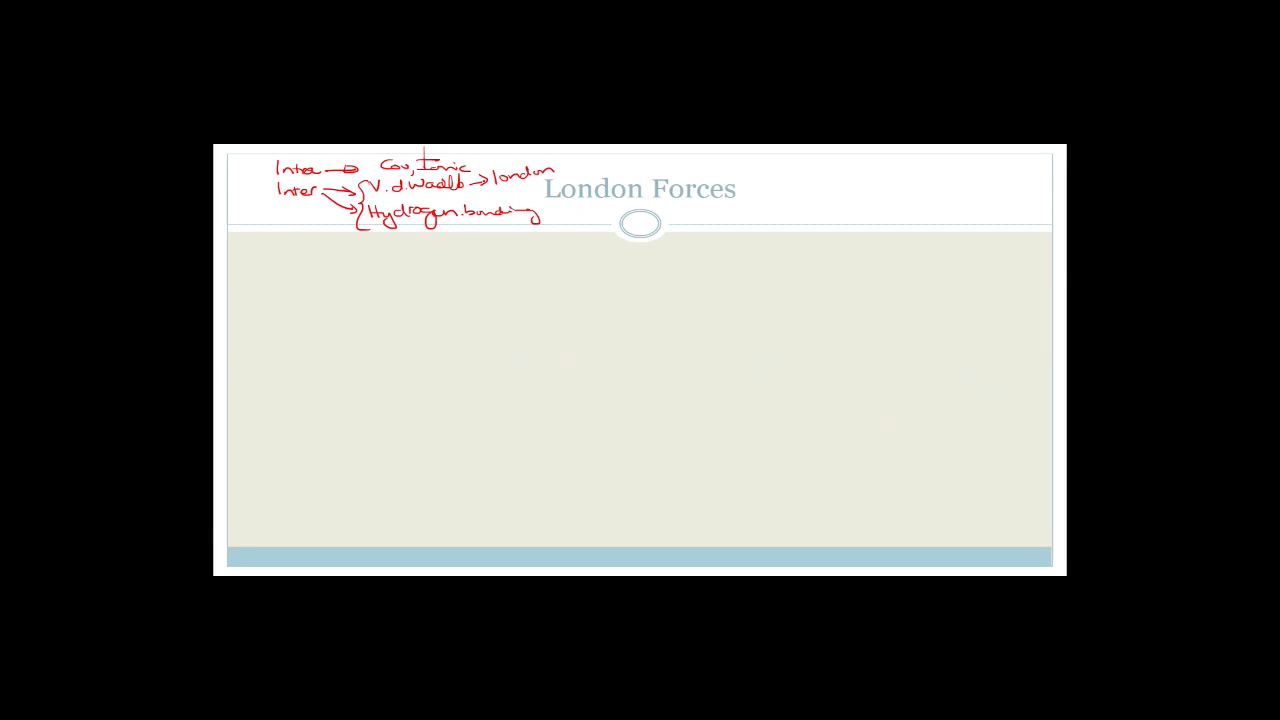 Intra → Cov, Ionic
Inter → { V.d.Waals → london
Hydrogen.bonding
London Forces